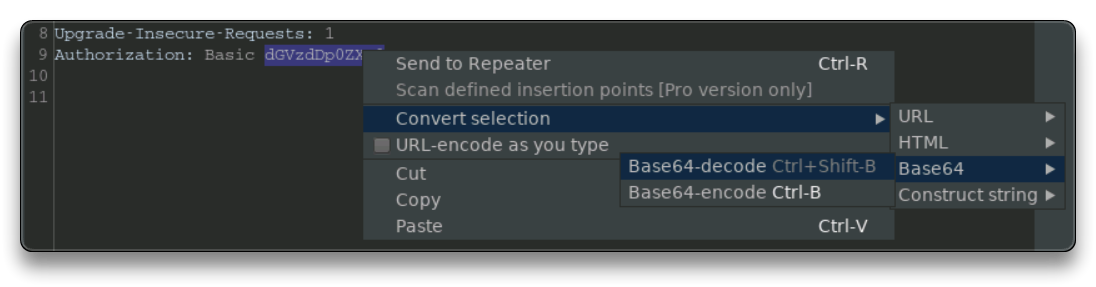 8 Upgrade-Insecure-Requests: 1
9 Authorization: Basic dGVzdDp0ZX
10
11
Send to Repeater Ctrl-R
Scan defined insertion points [Pro version only]
Convert selection
URL-encode as you type
Cut
Copy
Paste Ctrl-V
URL
HTML
Base64
Construct string
Base64-decode Ctrl+Shift-B
Base64-encode Ctrl-B